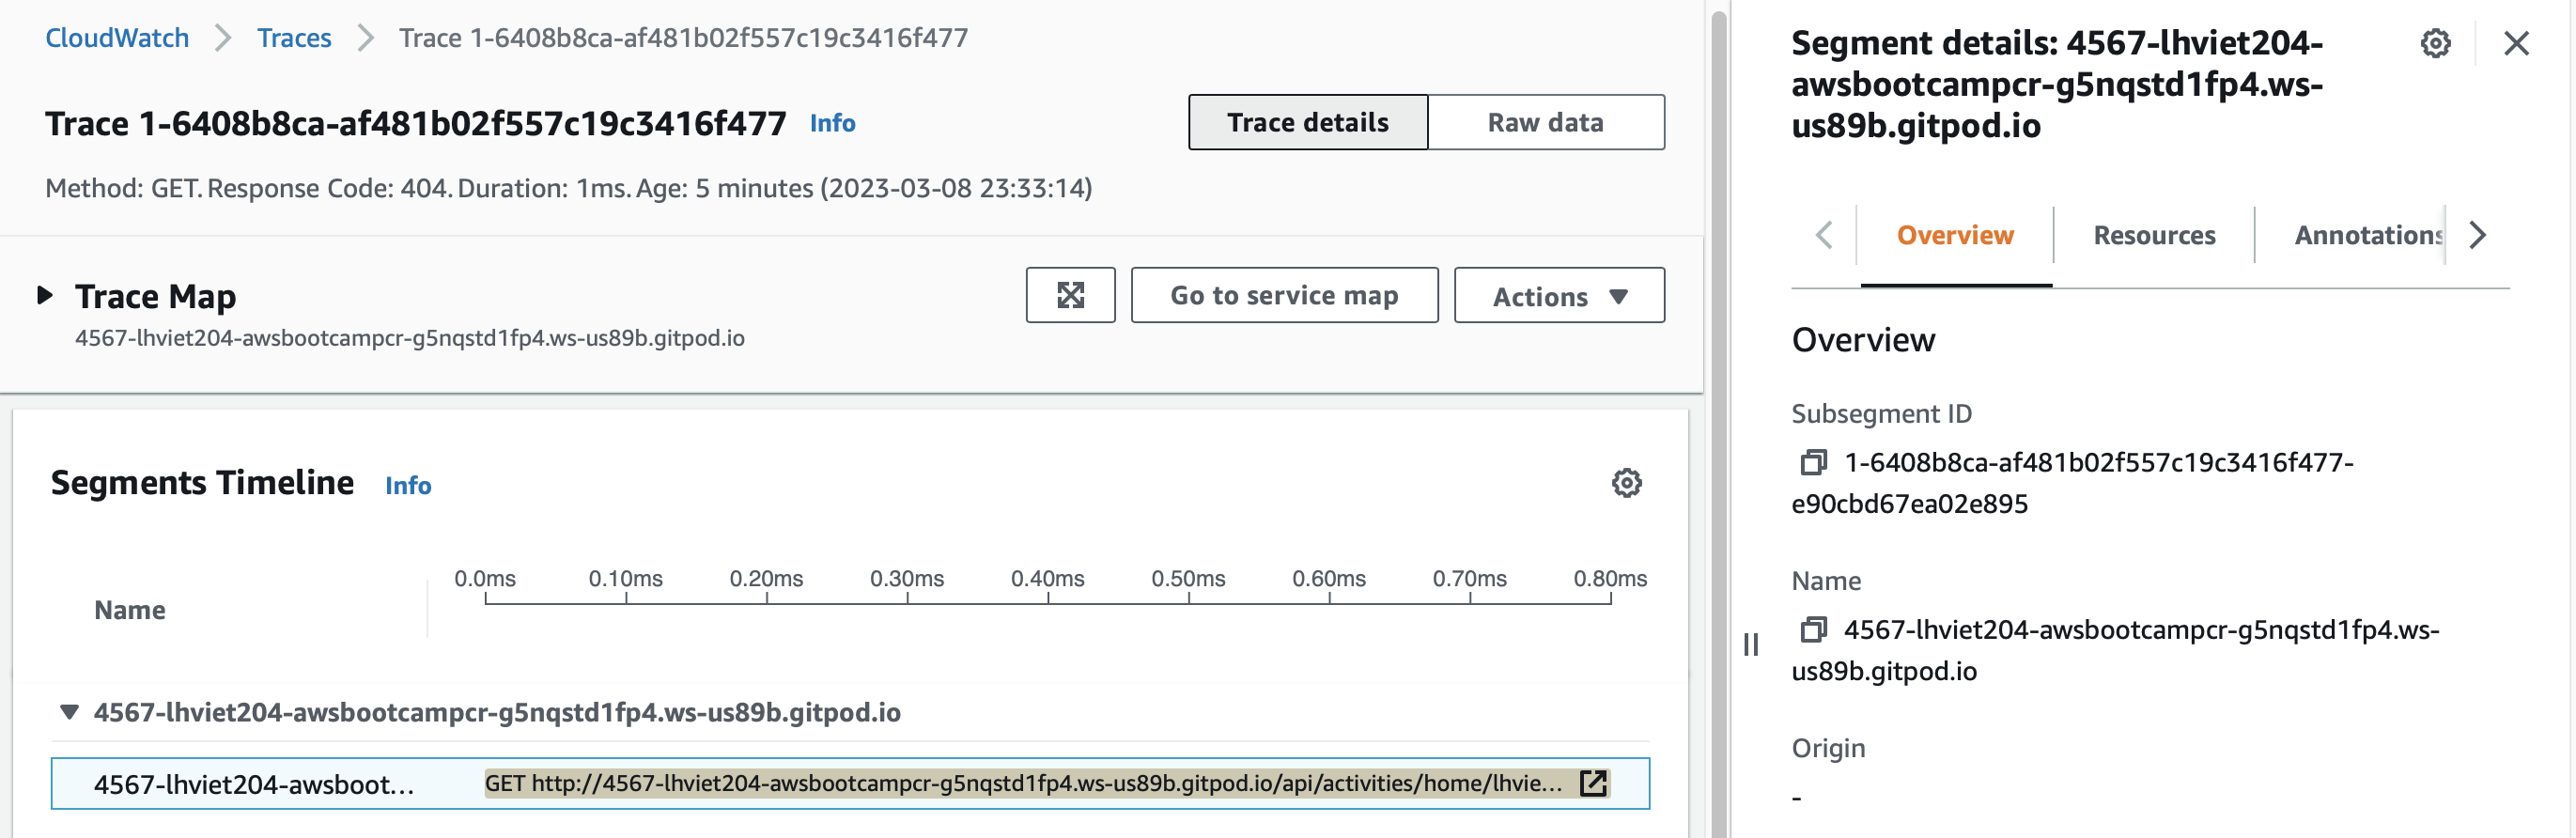 CloudWatch > Traces > Trace 1-6408b8ca-af481b02f557c19c3416f477
Trace 1-6408b8ca-af481b02f557c19c3416f477 Info
Trace details Raw data
Method: GET. Response Code: 404. Duration: 1ms. Age: 5 minutes (2023-03-08 23:33:14)
Trace Map
4567-lhviet204-awsbootcampcr-g5nqstd1fp4.ws-us89b.gitpod.io
Go to service map Actions
Segments Timeline Info
Name 0.0ms 0.10ms 0.20ms 0.30ms 0.40ms 0.50ms 0.60ms 0.70ms 0.80ms
4567-lhviet204-awsbootcampcr-g5nqstd1fp4.ws-us89b.gitpod.io
4567-lhviet204-awsboot... GET http://4567-lhviet204-awsbootcampcr-g5nqstd1fp4.ws-us89b.gitpod.io/api/activities/home/lhvie...
Segment details: 4567-lhviet204-
awsbootcampcr-g5nqstd1fp4.ws-
us89b.gitpod.io
Overview Resources Annotations
Overview
Subsegment ID
1-6408b8ca-af481b02f557c19c3416f477-
e90cbd67ea02e895
Name
4567-lhviet204-awsbootcampcr-g5nqstd1fp4.ws-
us89b.gitpod.io
Origin
-